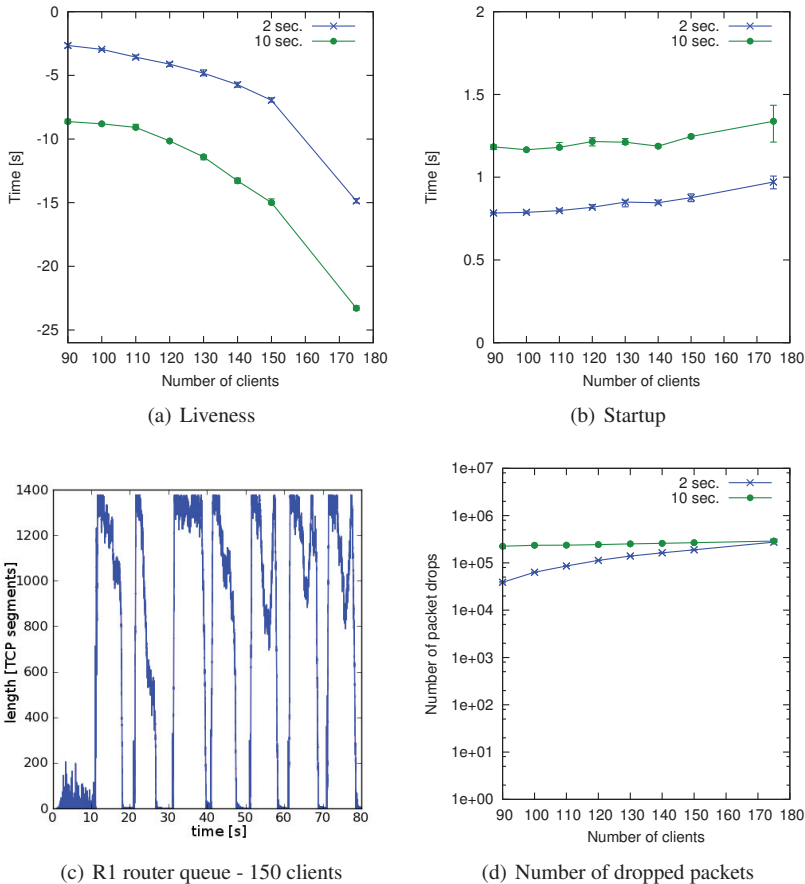 0
-5
-10
-15
-20
-25
Time [s]
2 sec.
10 sec.
90 100 110 120 130 140 150 160 170 180
Number of clients
(a) Liveness
2
1.5
1
0.5
0
Time [s]
2 sec.
10 sec.
90 100 110 120 130 140 150 160 170 180
Number of clients
(b) Startup
1400
1200
1000
800
600
400
200
0
length [TCP segments]
0 10 20 30 40 50 60 70 80
time [s]
(c) R1 router queue - 150 clients
1e+07
1e+06
1e+05
1e+04
1e+03
1e+02
1e+01
1e+00
Number of packet drops
2 sec.
10 sec.
90 100 110 120 130 140 150 160 170 180
Number of clients
(d) Number of dropped packets